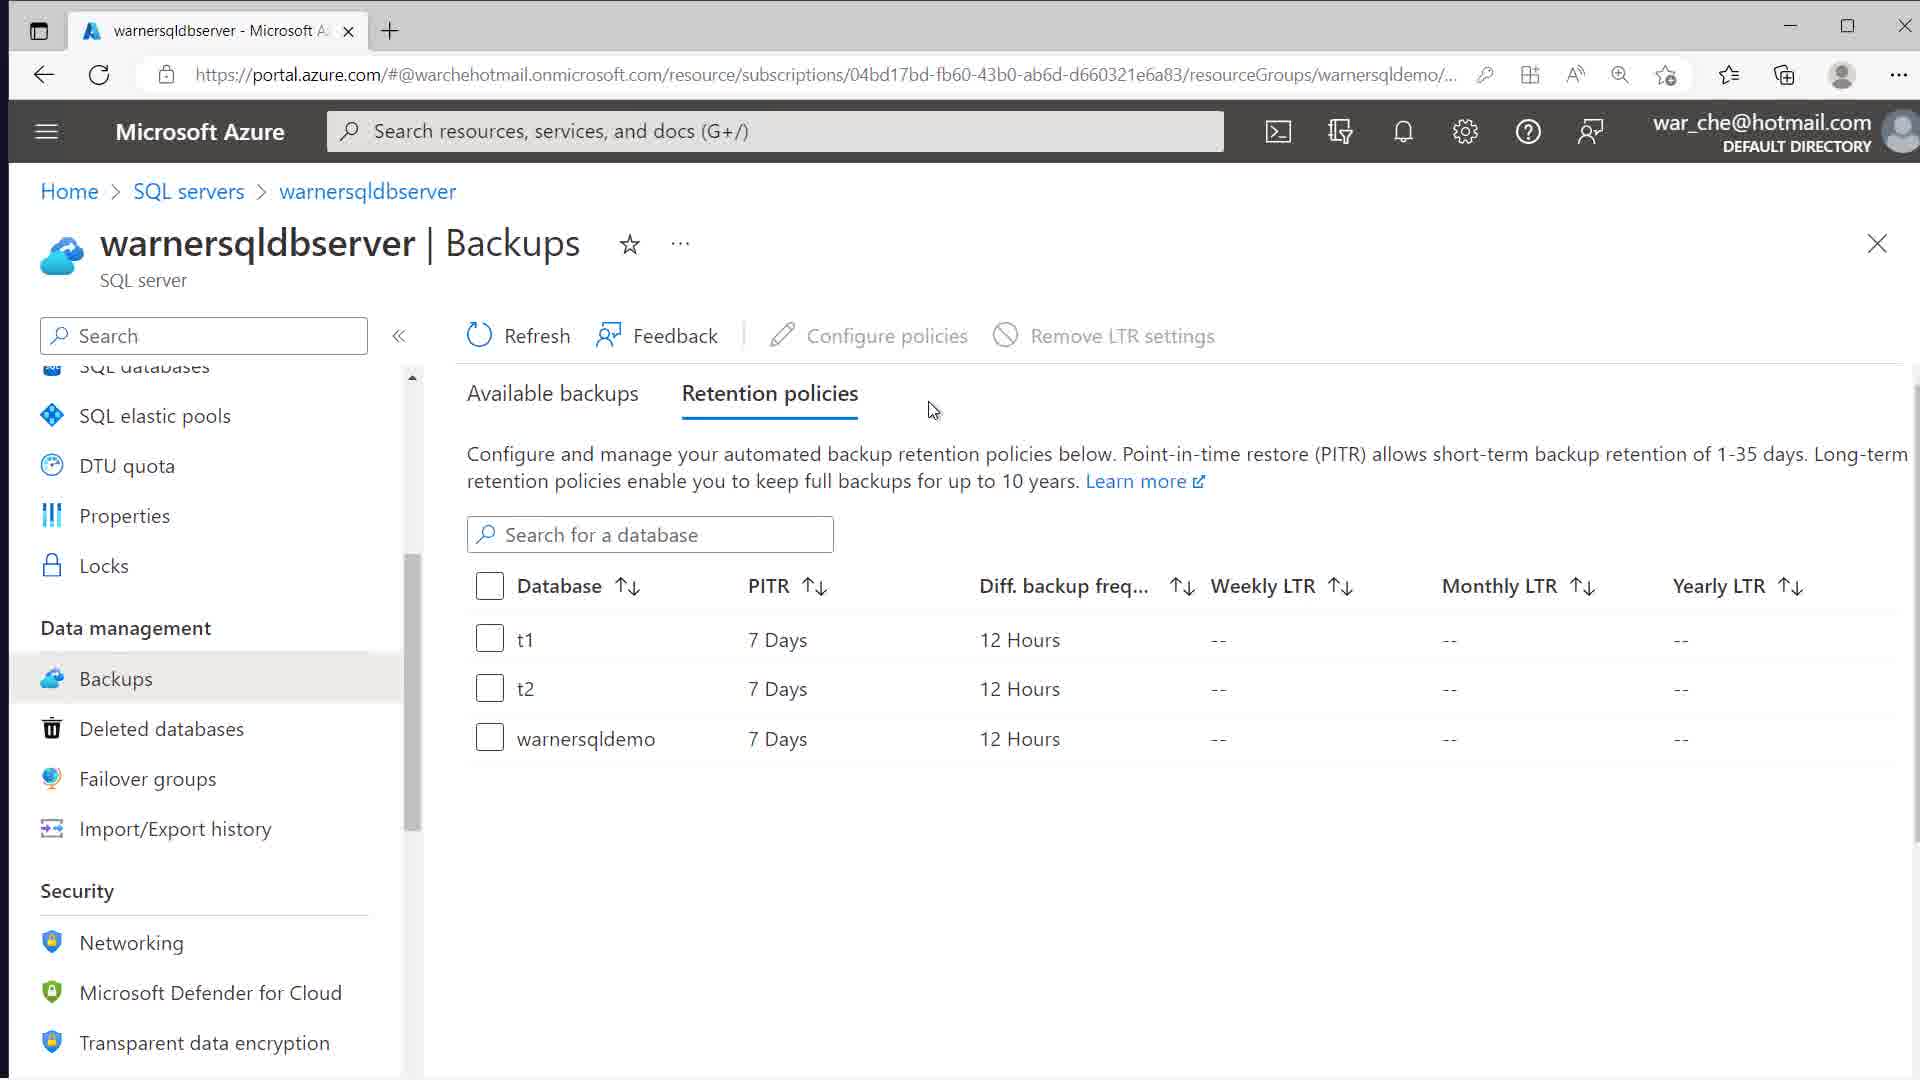 warnersqldbserver - Microsoft A
https://portal.azure.com/#@warchehotmail.onmicrosoft.com/resource/subscriptions/04bd17bd-fb60-43b0-ab6d-d660321e6a83/resourceGroups/warnersqldemo/...
Microsoft Azure
Search resources, services, and docs (G+/)
war_che@hotmail.com
DEFAULT DIRECTORY
Home > SQL servers > warnersqldbserver
warnersqldbserver | Backups
SQL server
Search
Refresh Feedback Configure policies Remove LTR settings
SQL databases
SQL elastic pools
DTU quota
Properties
Locks
Data management
Backups
Deleted databases
Failover groups
Import/Export history
Security
Networking
Microsoft Defender for Cloud
Transparent data encryption
Available backups Retention policies
Configure and manage your automated backup retention policies below. Point-in-time restore (PITR) allows short-term backup retention of 1-35 days. Long-term
retention policies enable you to keep full backups for up to 10 years. Learn more
Search for a database
Database PITR Diff. backup freq... Weekly LTR Monthly LTR Yearly LTR
t1 7 Days 12 Hours -- -- --
t2 7 Days 12 Hours -- -- --
warnersqldemo 7 Days 12 Hours -- -- --